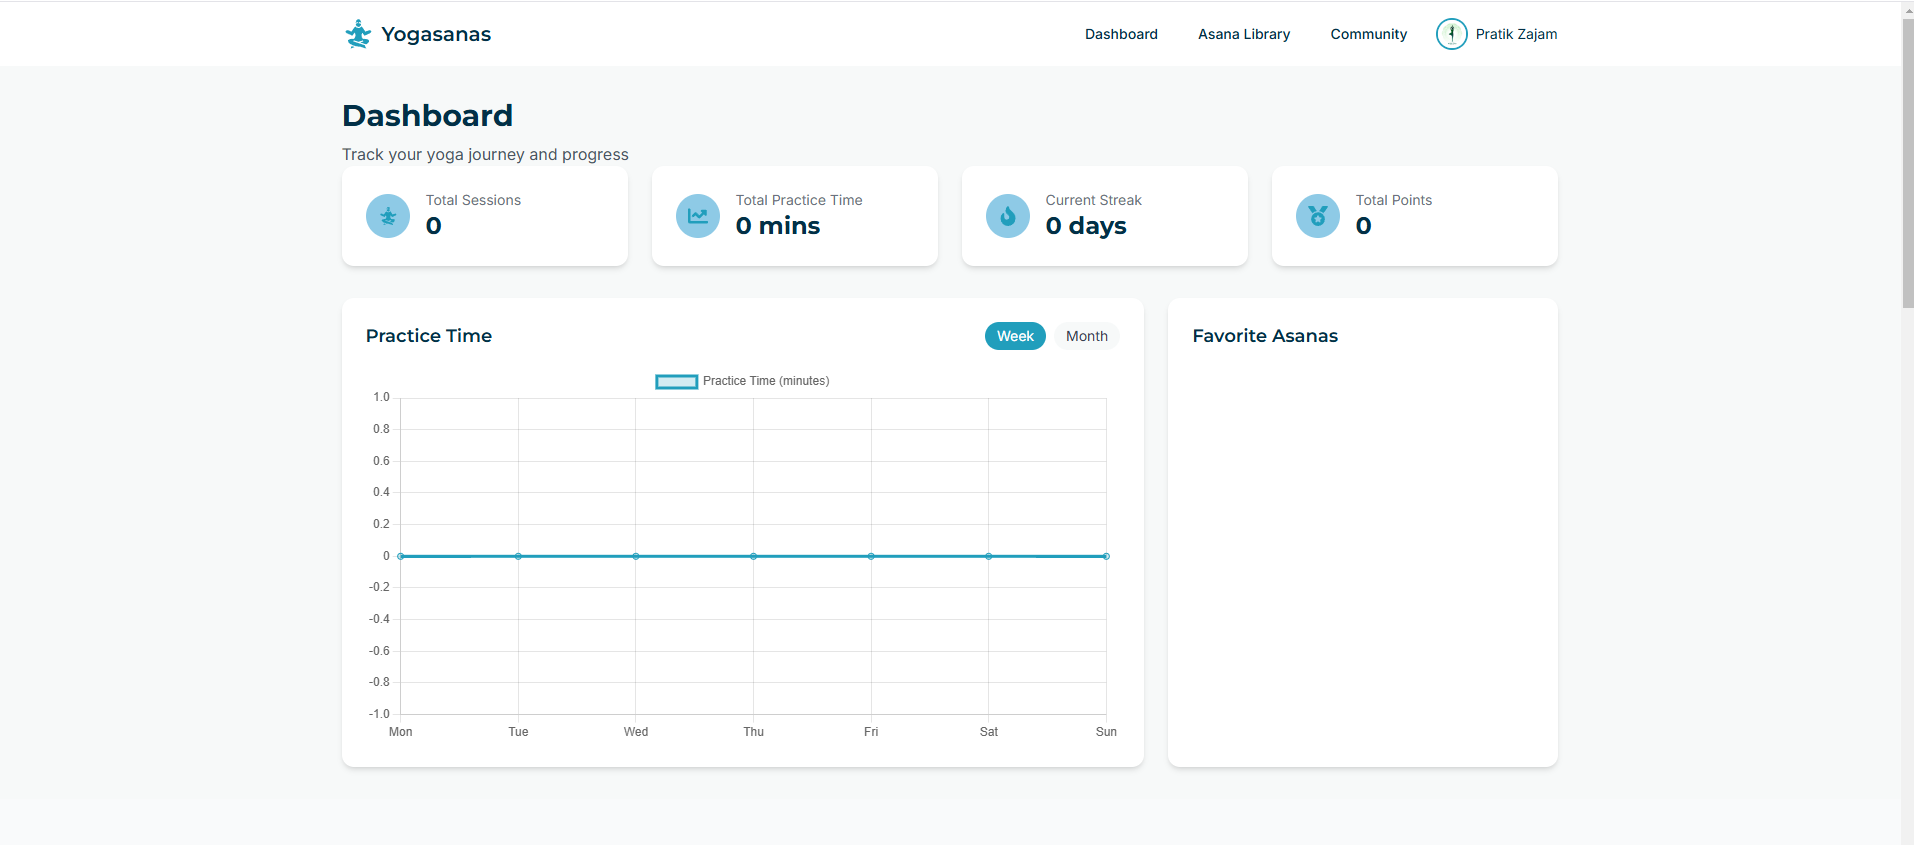 Yogasanas
Dashboard
Asana Library
Community
Pratik Zajam
Dashboard
Track your yoga journey and progress
Total Sessions
0
Total Practice Time
0 mins
Current Streak
0 days
Total Points
0
Practice Time
Week
Month
Practice Time (minutes)
1.0
0.8
0.6
0.4
0.2
0
-0.2
-0.4
-0.6
-0.8
-1.0
Mon
Tue
Wed
Thu
Fri
Sat
Sun
Favorite Asanas